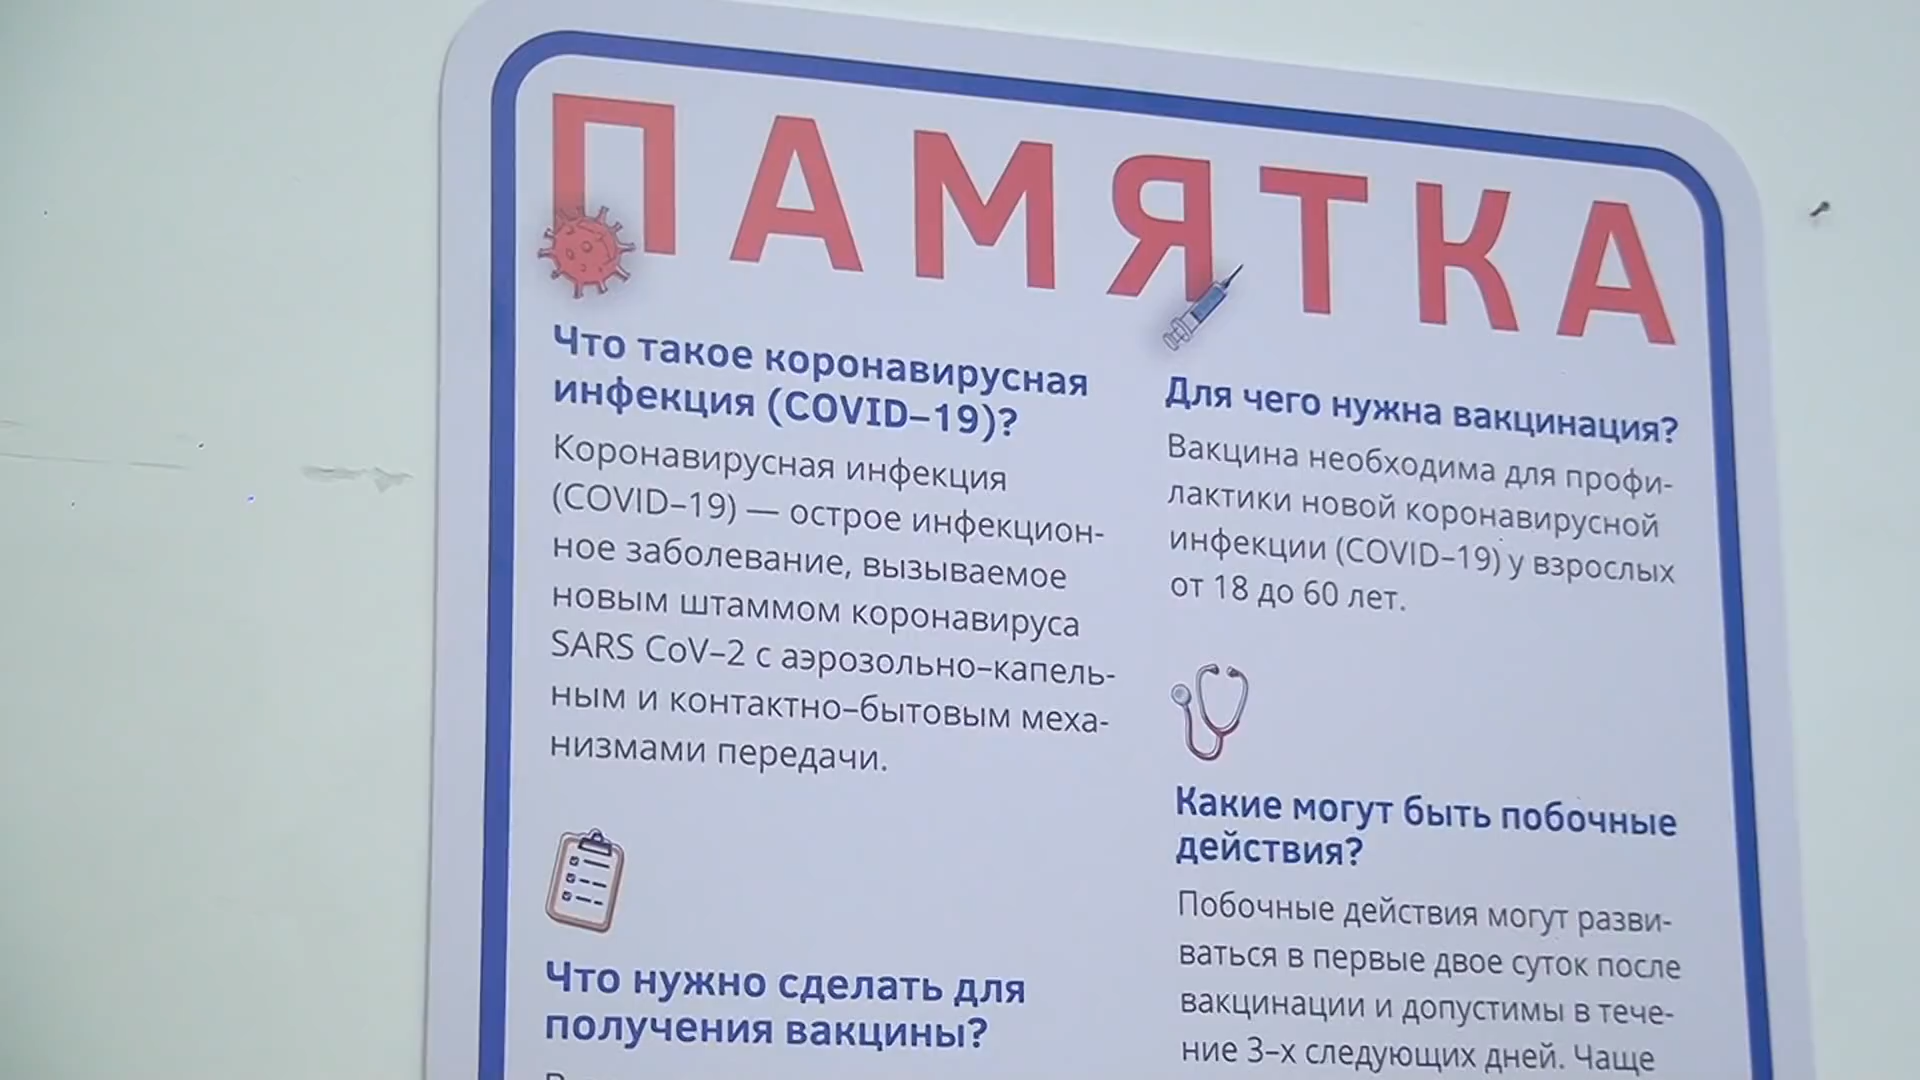 ПАМЯТКА
Что такое коронавирусная
инфекция (COVID–19)?
Коронавирусная инфекция
(COVID–19) — острое инфекцион-
ное заболевание, вызываемое
новым штаммом коронавируса
SARS CoV–2 с аэрозольно–капель-
ным и контактно–бытовым меха-
низмами передачи.
Что нужно сделать для
получения вакцины?
Для чего нужна вакцинация?
Вакцина необходима для профи-
лактики новой коронавирусной
инфекции (COVID–19) у взрослых
от 18 до 60 лет.
Какие могут быть побочные
действия?
Побочные действия могут разви-
ваться в первые двое суток после
вакцинации и допустимы в тече-
ние 3–х следующих дней. Чаще